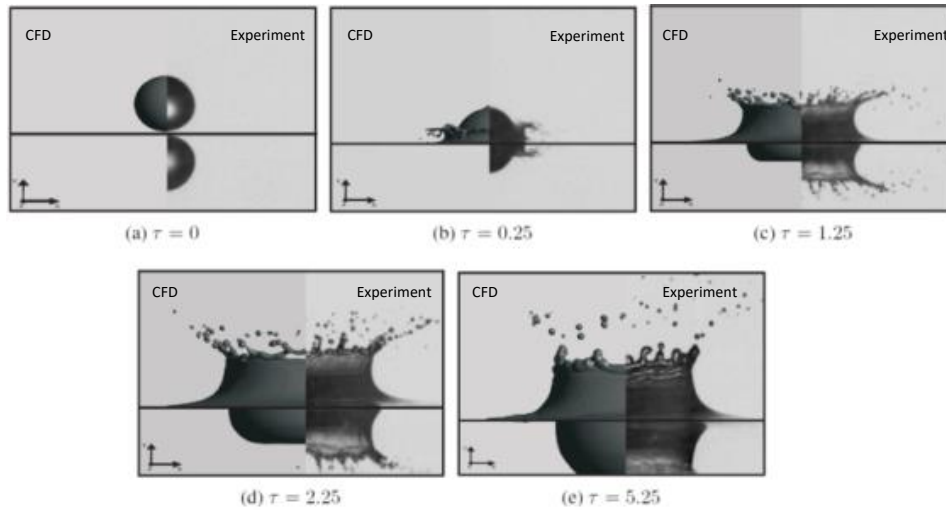 CFD Experiment
CFD Experiment
CFD Experiment
(a) τ = 0
(b) τ = 0.25
(c) τ = 1.25
CFD Experiment
CFD Experiment
(d) τ = 2.25
(e) τ = 5.25